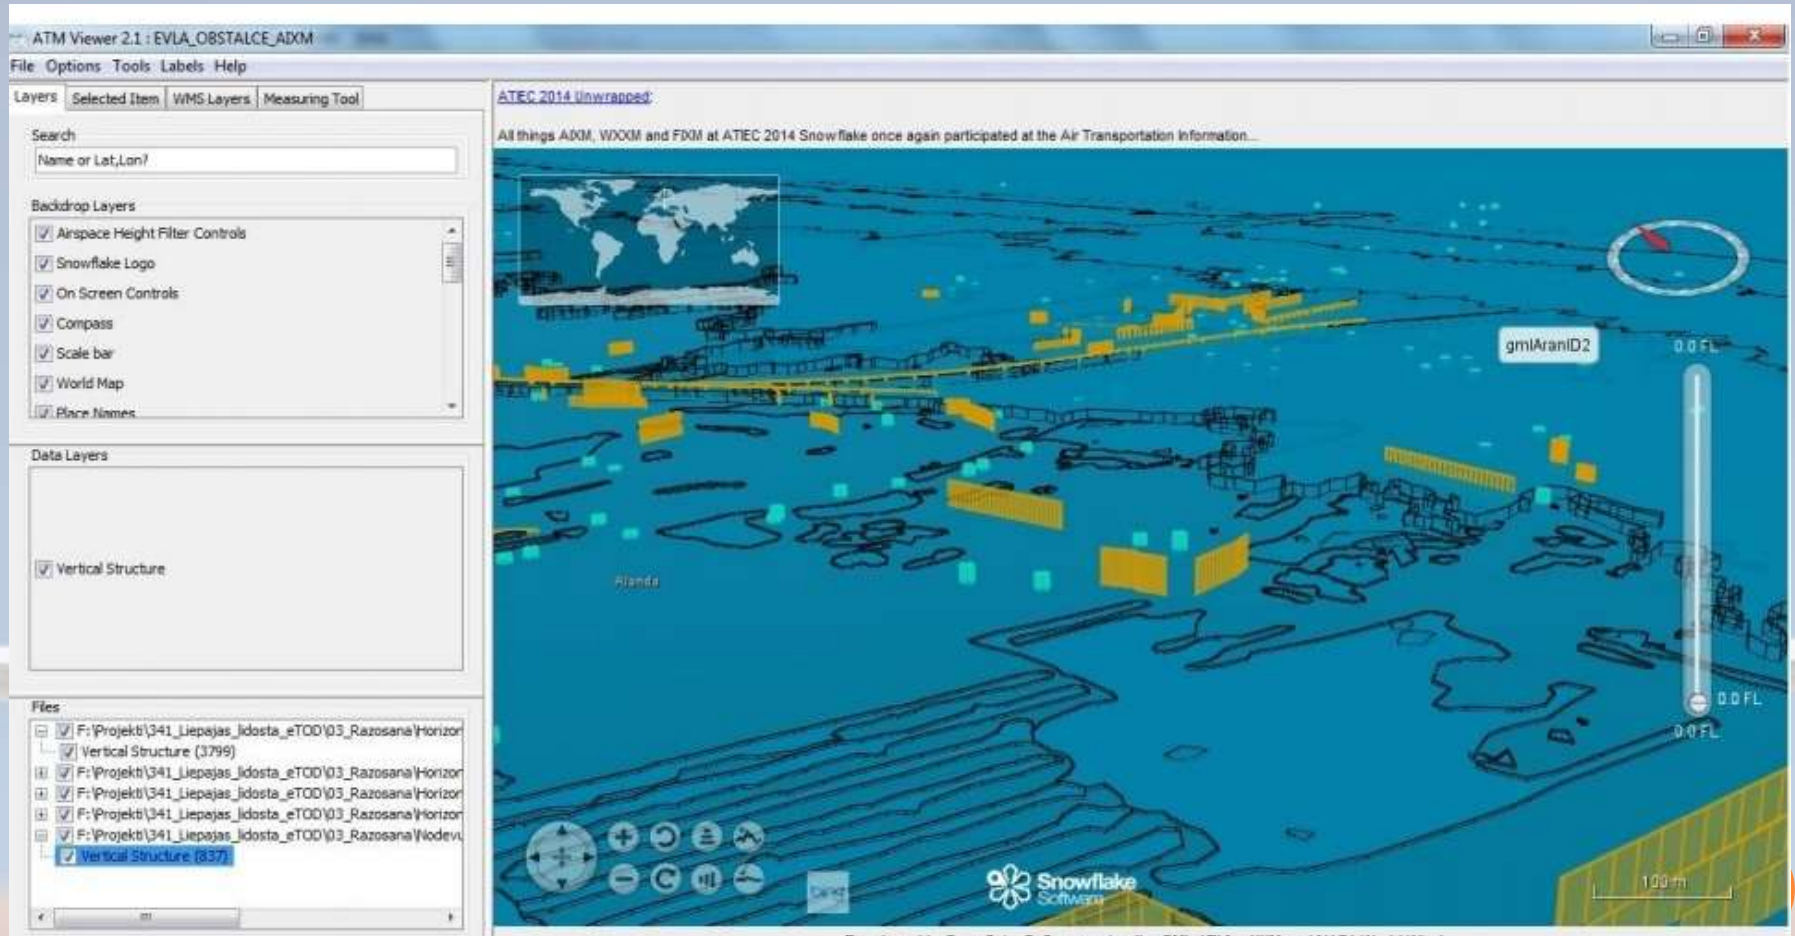 ATM Viewer 2.1 : EVLA_OBSTALCE_AIXM
File Options Tools Labels Help
Layers Selected Item WMS Layers Measuring Tool
Search
Name or Lat,Lon?
Backdrop Layers
Airspace Height Filter Controls
Snowflake Logo
On Screen Controls
Compass
Scale bar
World Map
Place Names
Data Layers
Vertical Structure
Files
F:\Projekti\341_Liepajas_lidosta_eTOD\03_Razosana\Horizor
Vertical Structure (3799)
F:\Projekti\341_Liepajas_lidosta_eTOD\03_Razosana\Horizor
F:\Projekti\341_Liepajas_lidosta_eTOD\03_Razosana\Horizor
F:\Projekti\341_Liepajas_lidosta_eTOD\03_Razosana\Horizor
F:\Projekti\341_Liepajas_lidosta_eTOD\03_Razosana\Nodevu
Vertical Structure (837)
ATIEC 2014 Unwrapped:
All things AIXM, WXXM and FIXM at ATIEC 2014 Snowflake once again participated at the Air Transportation Information...
gmlAranID2
0.0 FL
Alanda
0.0 FL
0.0 FL
bing
Snowflake
Software
100 m